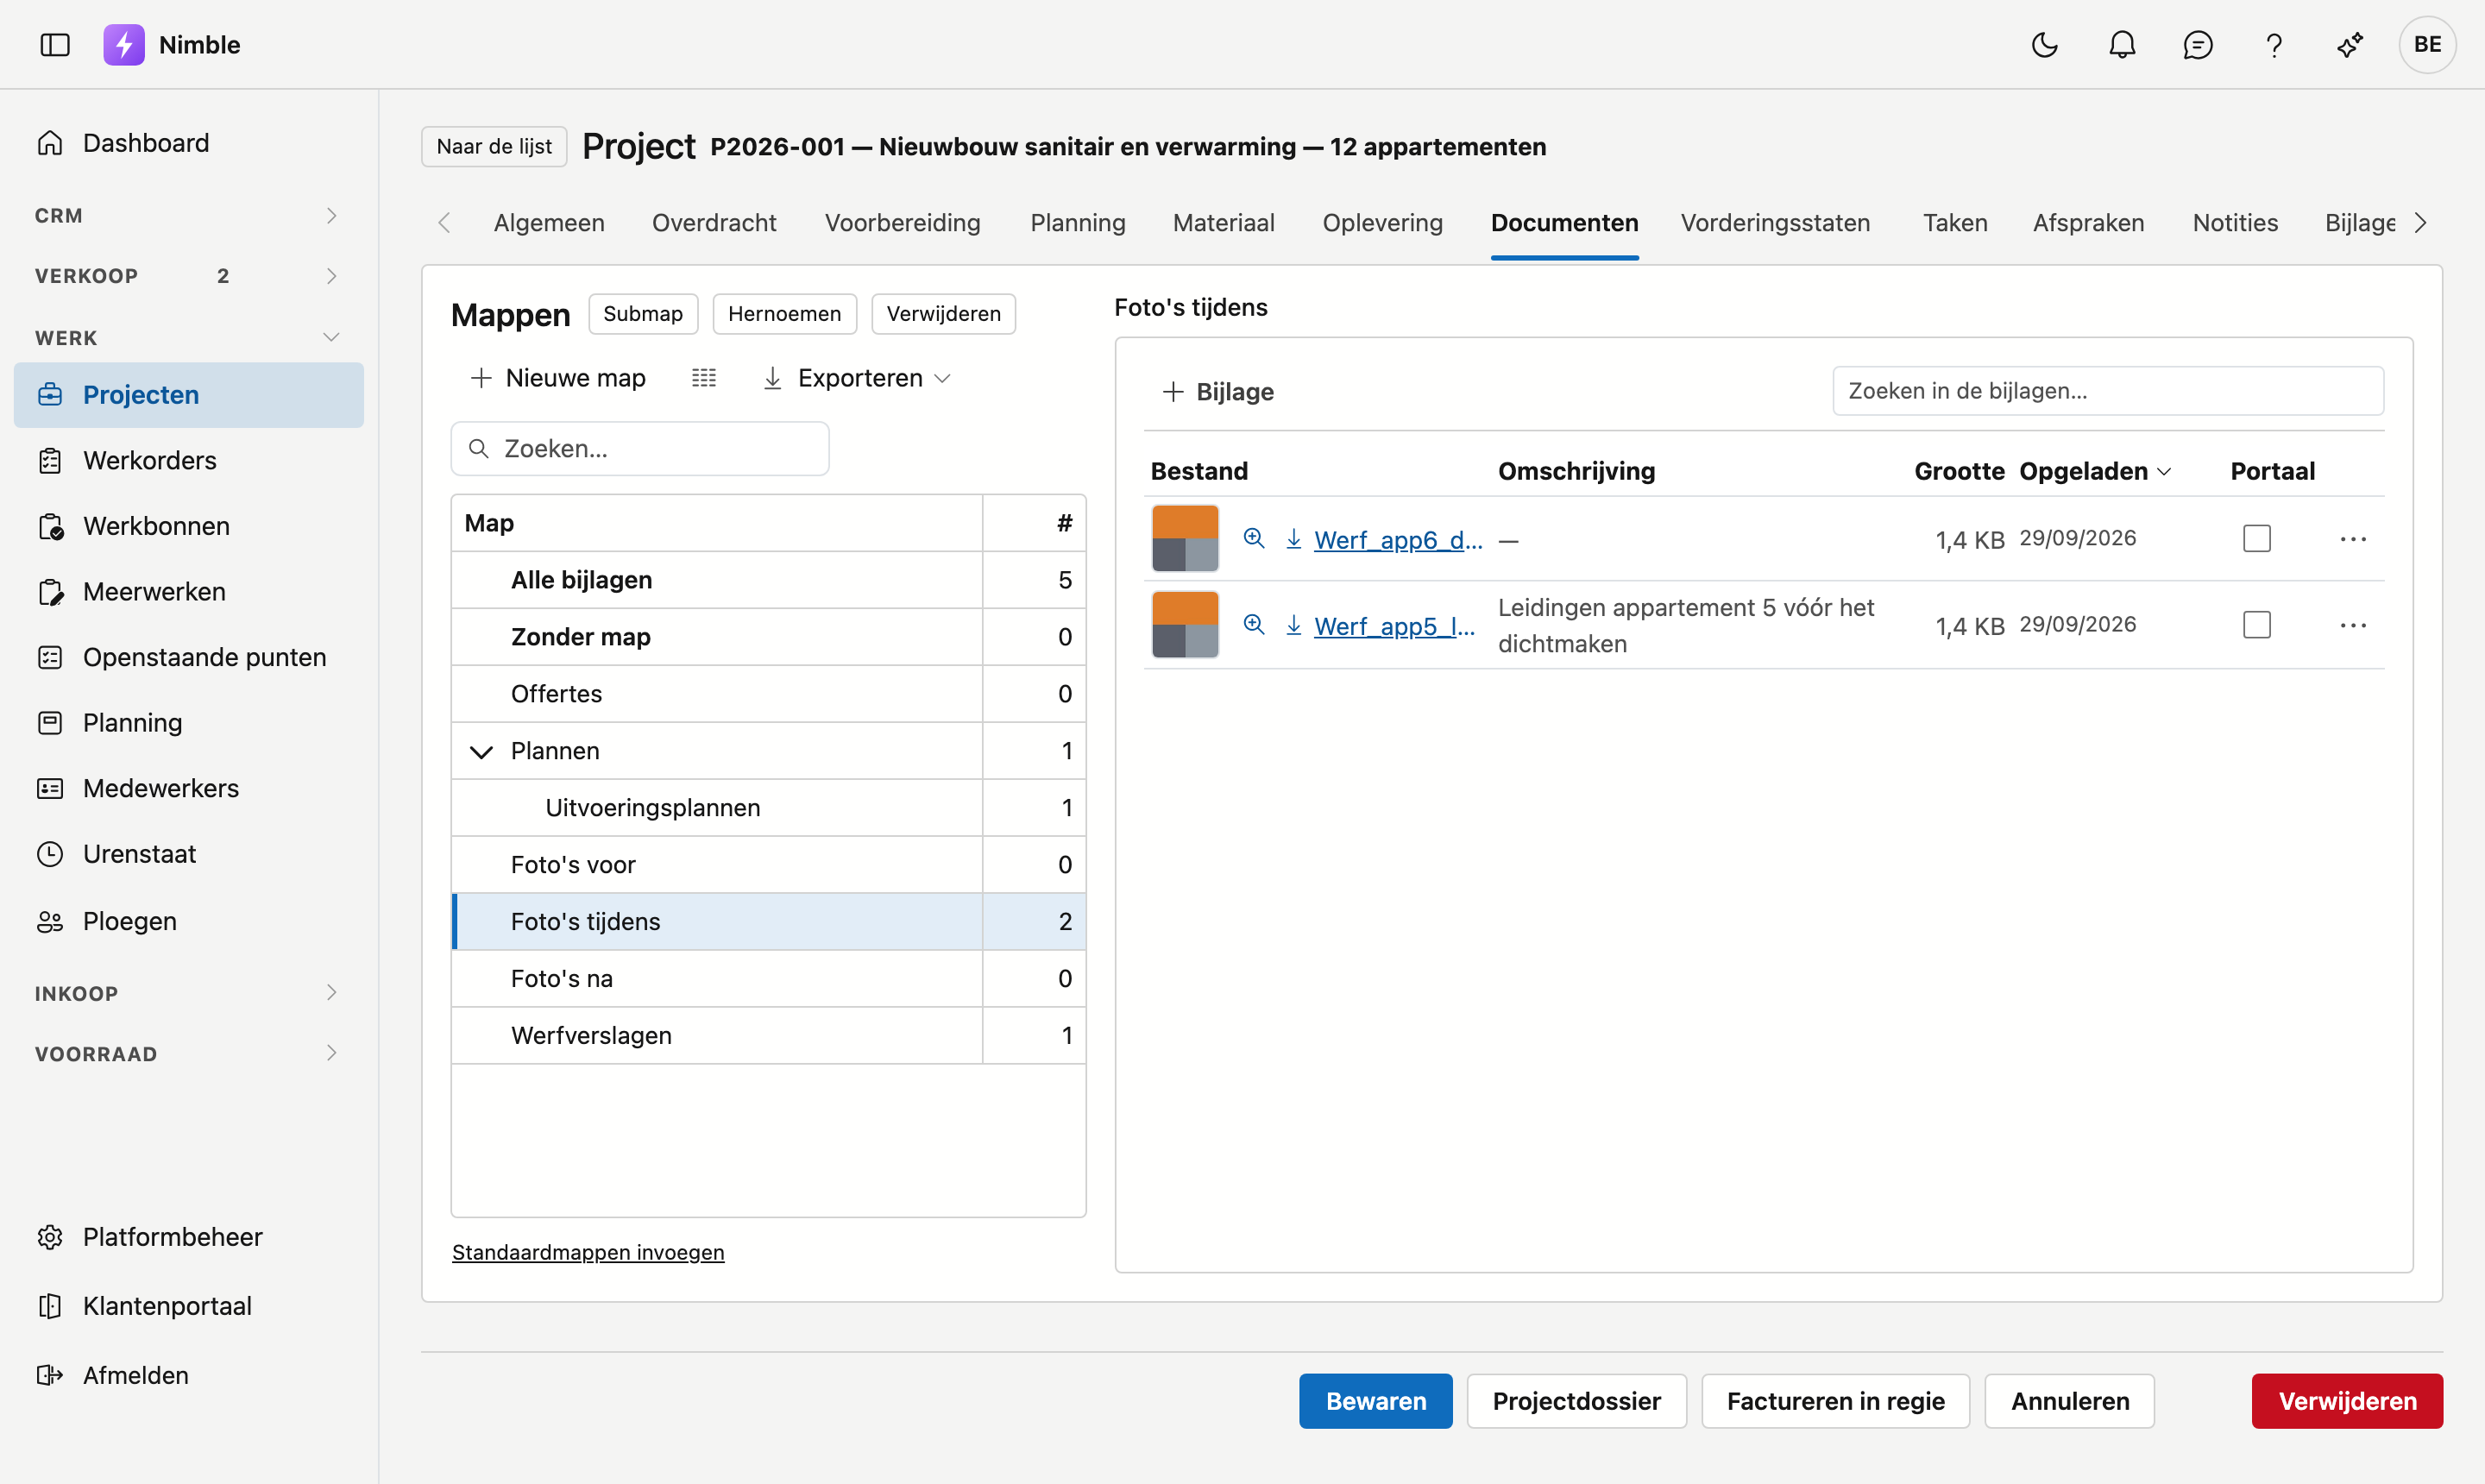 Nimble
BE
Dashboard
CRM
VERKOOP 2
WERK
Projecten
Werkorders
Werkbonnen
Meerwerken
Openstaande punten
Planning
Medewerkers
Urenstaat
Ploegen
INKOOP
VOORRAAD
Platformbeheer
Klantenportaal
Afmelden
Naar de lijst Project P2026-001 — Nieuwbouw sanitair en verwarming — 12 appartementen
Algemeen Overdracht Voorbereiding Planning Materiaal Oplevering Documenten Vorderingsstaten Taken Afspraken Notities Bijlage
Mappen Submap Hernoemen Verwijderen
Nieuwe map Exporteren
Zoeken...
Map #
Alle bijlagen 5
Zonder map 0
Offertes 0
Plannen 1
Uitvoeringsplannen 1
Foto's voor 0
Foto's tijdens 2
Foto's na 0
Werfverslagen 1
Standaardmappen invoegen
Foto's tijdens
Bijlage
Zoeken in de bijlagen...
Bestand Omschrijving Grootte Opgeladen Portaal
Werf_app6_d... — 1,4 KB 29/09/2026
Werf_app5_l... Leidingen appartement 5 vóór het 1,4 KB 29/09/2026
dichtmaken
Bewaren Projectdossier Factureren in regie Annuleren Verwijderen